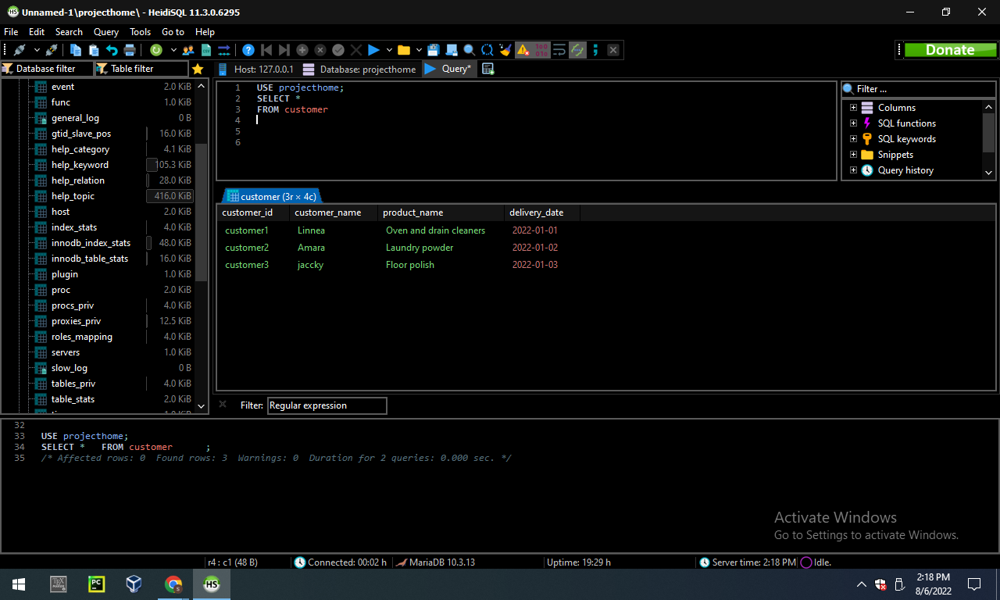 Unnamed-1\projecthome\ - HeidiSQL 11.3.0.6295
File Edit Search Query Tools Go to Help
Donate
Database filter Table filter Host: 127.0.0.1 Database: projecthome Query*
event 2.0 KiB
func 1.0 KiB
general_log 0 B
gtid_slave_pos 16.0 KiB
help_category 4.1 KiB
help_keyword 105.3 KiB
help_relation 28.0 KiB
help_topic 416.0 KiB
host 2.0 KiB
index_stats 4.0 KiB
innodb_index_stats 48.0 KiB
innodb_table_stats 16.0 KiB
plugin 1.0 KiB
proc 2.0 KiB
procs_priv 4.0 KiB
proxies_priv 12.5 KiB
roles_mapping 4.0 KiB
servers 1.0 KiB
slow_log 0 B
tables_priv 4.0 KiB
table_stats 2.0 KiB
1 USE projecthome;
2 SELECT *
3 FROM customer
4
5
6
Filter ...
Columns
SQL functions
SQL keywords
Snippets
Query history
customer (3r × 4c)
customer_id customer_name product_name delivery_date
customer1 Linnea Oven and drain cleaners 2022-01-01
customer2 Amara Laundry powder 2022-01-02
customer3 jaccky Floor polish 2022-01-03
Filter: Regular expression
32
33 USE projecthome;
34 SELECT * FROM customer ;
35 /* Affected rows: 0 Found rows: 3 Warnings: 0 Duration for 2 queries: 0.000 sec. */
Activate Windows
Go to Settings to activate Windows.
r4 : c1 (48 B) Connected: 00:02 h MariaDB 10.3.13 Uptime: 19:29 h Server time: 2:18 PM Idle.
2:18 PM
8/6/2022